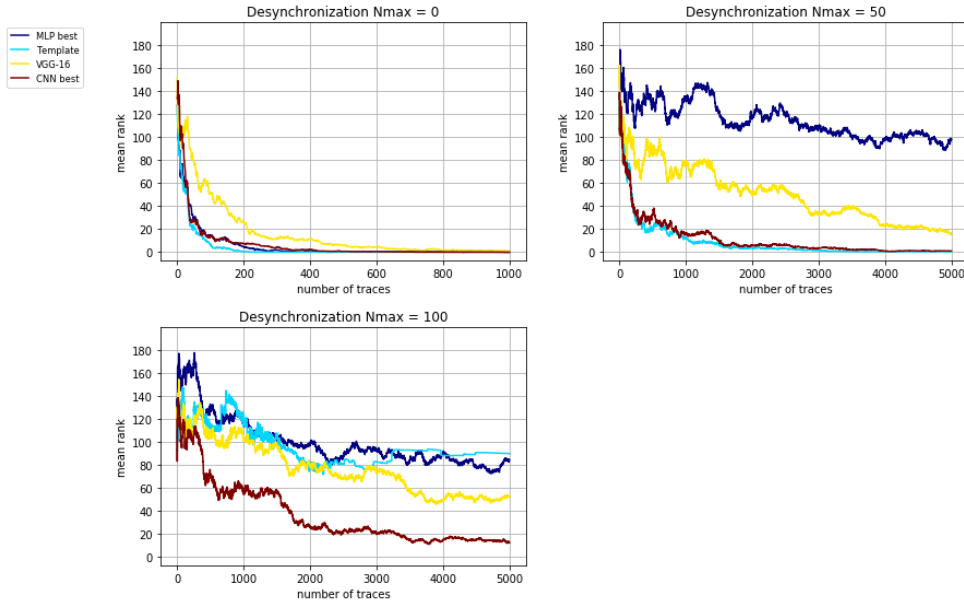 MLP best
Template
VGG-16
CNN best
Desynchronization Nmax = 0
180
160
140
120
100
80
60
40
20
0
mean rank
0 200 400 600 800 1000
number of traces
Desynchronization Nmax = 50
180
160
140
120
100
80
60
40
20
0
mean rank
0 1000 2000 3000 4000 5000
number of traces
Desynchronization Nmax = 100
180
160
140
120
100
80
60
40
20
0
mean rank
0 1000 2000 3000 4000 5000
number of traces